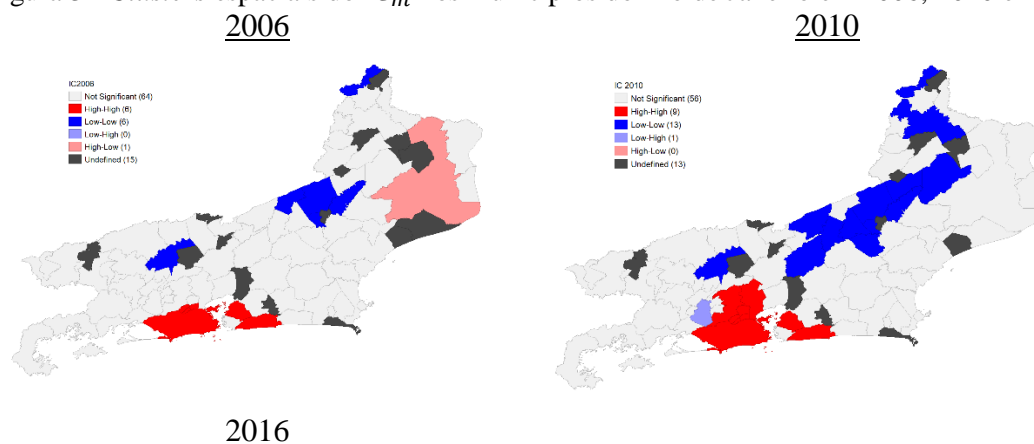 2006
2010
IC2006
Not Significant (64)
High-High (6)
Low-Low (6)
Low-High (0)
High-Low (1)
Undefined (15)
IC 2010
Not Significant (56)
High-High (9)
Low-Low (13)
Low-High (1)
High-Low (0)
Undefined (13)
2016